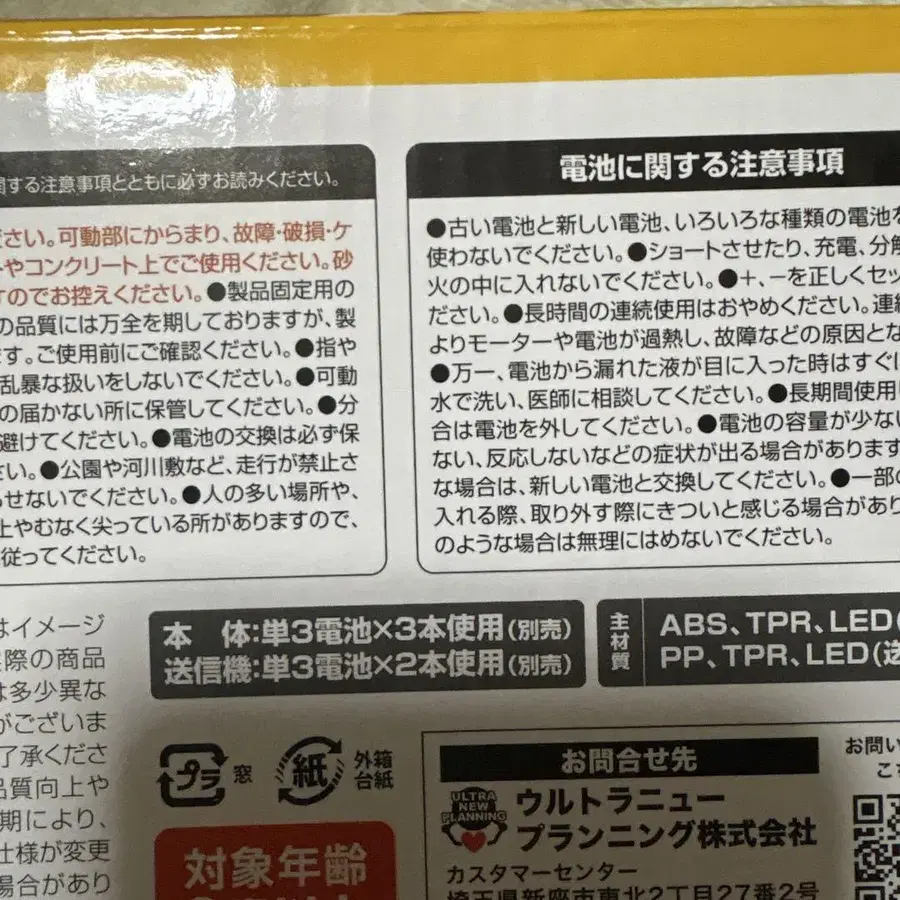 関する注意事項とともに必ずお読みください。
ださい。可動部にからまり、故障・破損・ケ
トやコンクリート上でご使用ください。砂
すのでお控えください。●製品固定用の
の品質には万全を期しておりますが、製
ます。ご使用前にご確認ください。●指や
乱暴な扱いをしないでください。●可動
の届かない所に保管してください。●分
避けてください。●電池の交換は必ず保
さい。●公園や河川敷など、走行が禁止さ
らせないでください。●人の多い場所や、
上やむなく尖っている所がありますので、
従ってください。
電池に関する注意事項
●古い電池と新しい電池、いろいろな種類の電池を
使わないでください。●ショートさせたり、充電、分解
火の中に入れないでください。●＋、－を正しくセッ
ださい。●長時間の連続使用はおやめください。連続
よりモーターや電池が過熱し、故障などの原因とな
●万一、電池から漏れた液が目に入った時はすぐに
水で洗い、医師に相談してください。●長期間使用
合は電池を外してください。●電池の容量が少ない
ない、反応しないなどの症状が出る場合があります
な場合は、新しい電池と交換してください。●一部の
入れる際、取り外す際にきついと感じる場合があり
のような場合は無理にはめないでください。
はイメージ
実際の商品
は多少異な
がございま
了承くださ
品質向上や
期により、
仕様が変更
場合があり
本　体:単3電池×3本使用(別売)
送信機:単3電池×2本使用(別売)
主材質
ABS、TPR、LED(
PP、TPR、LED(送
プラ
窓
紙
外箱
台紙
対象年齢
お問合せ先
ULTRA
NEW
PLANNING
ウルトラニュー
プランニング株式会社
カスタマーセンター
埼玉県新座市東北2丁目27番2号
お問い
こち